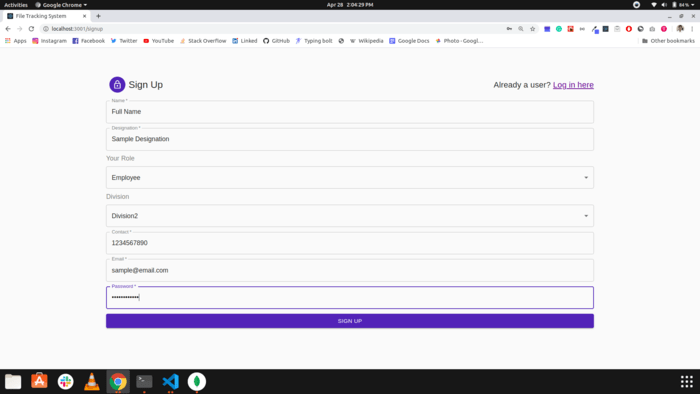 Activities Google Chrome Apr 28 2:04:29 PM 84%
File Tracking System
localhost:3001/signup
Apps Instagram Facebook Twitter YouTube Stack Overflow Linked GitHub Typing bolt Wikipedia Google Docs Photo - Googl… Other bookmarks
Sign Up Already a user? Log in here
Name *
Full Name
Designation *
Sample Designation
Your Role
Employee
Division
Division2
Contact *
1234567890
Email *
sample@email.com
Password *
••••••••••••
SIGN UP